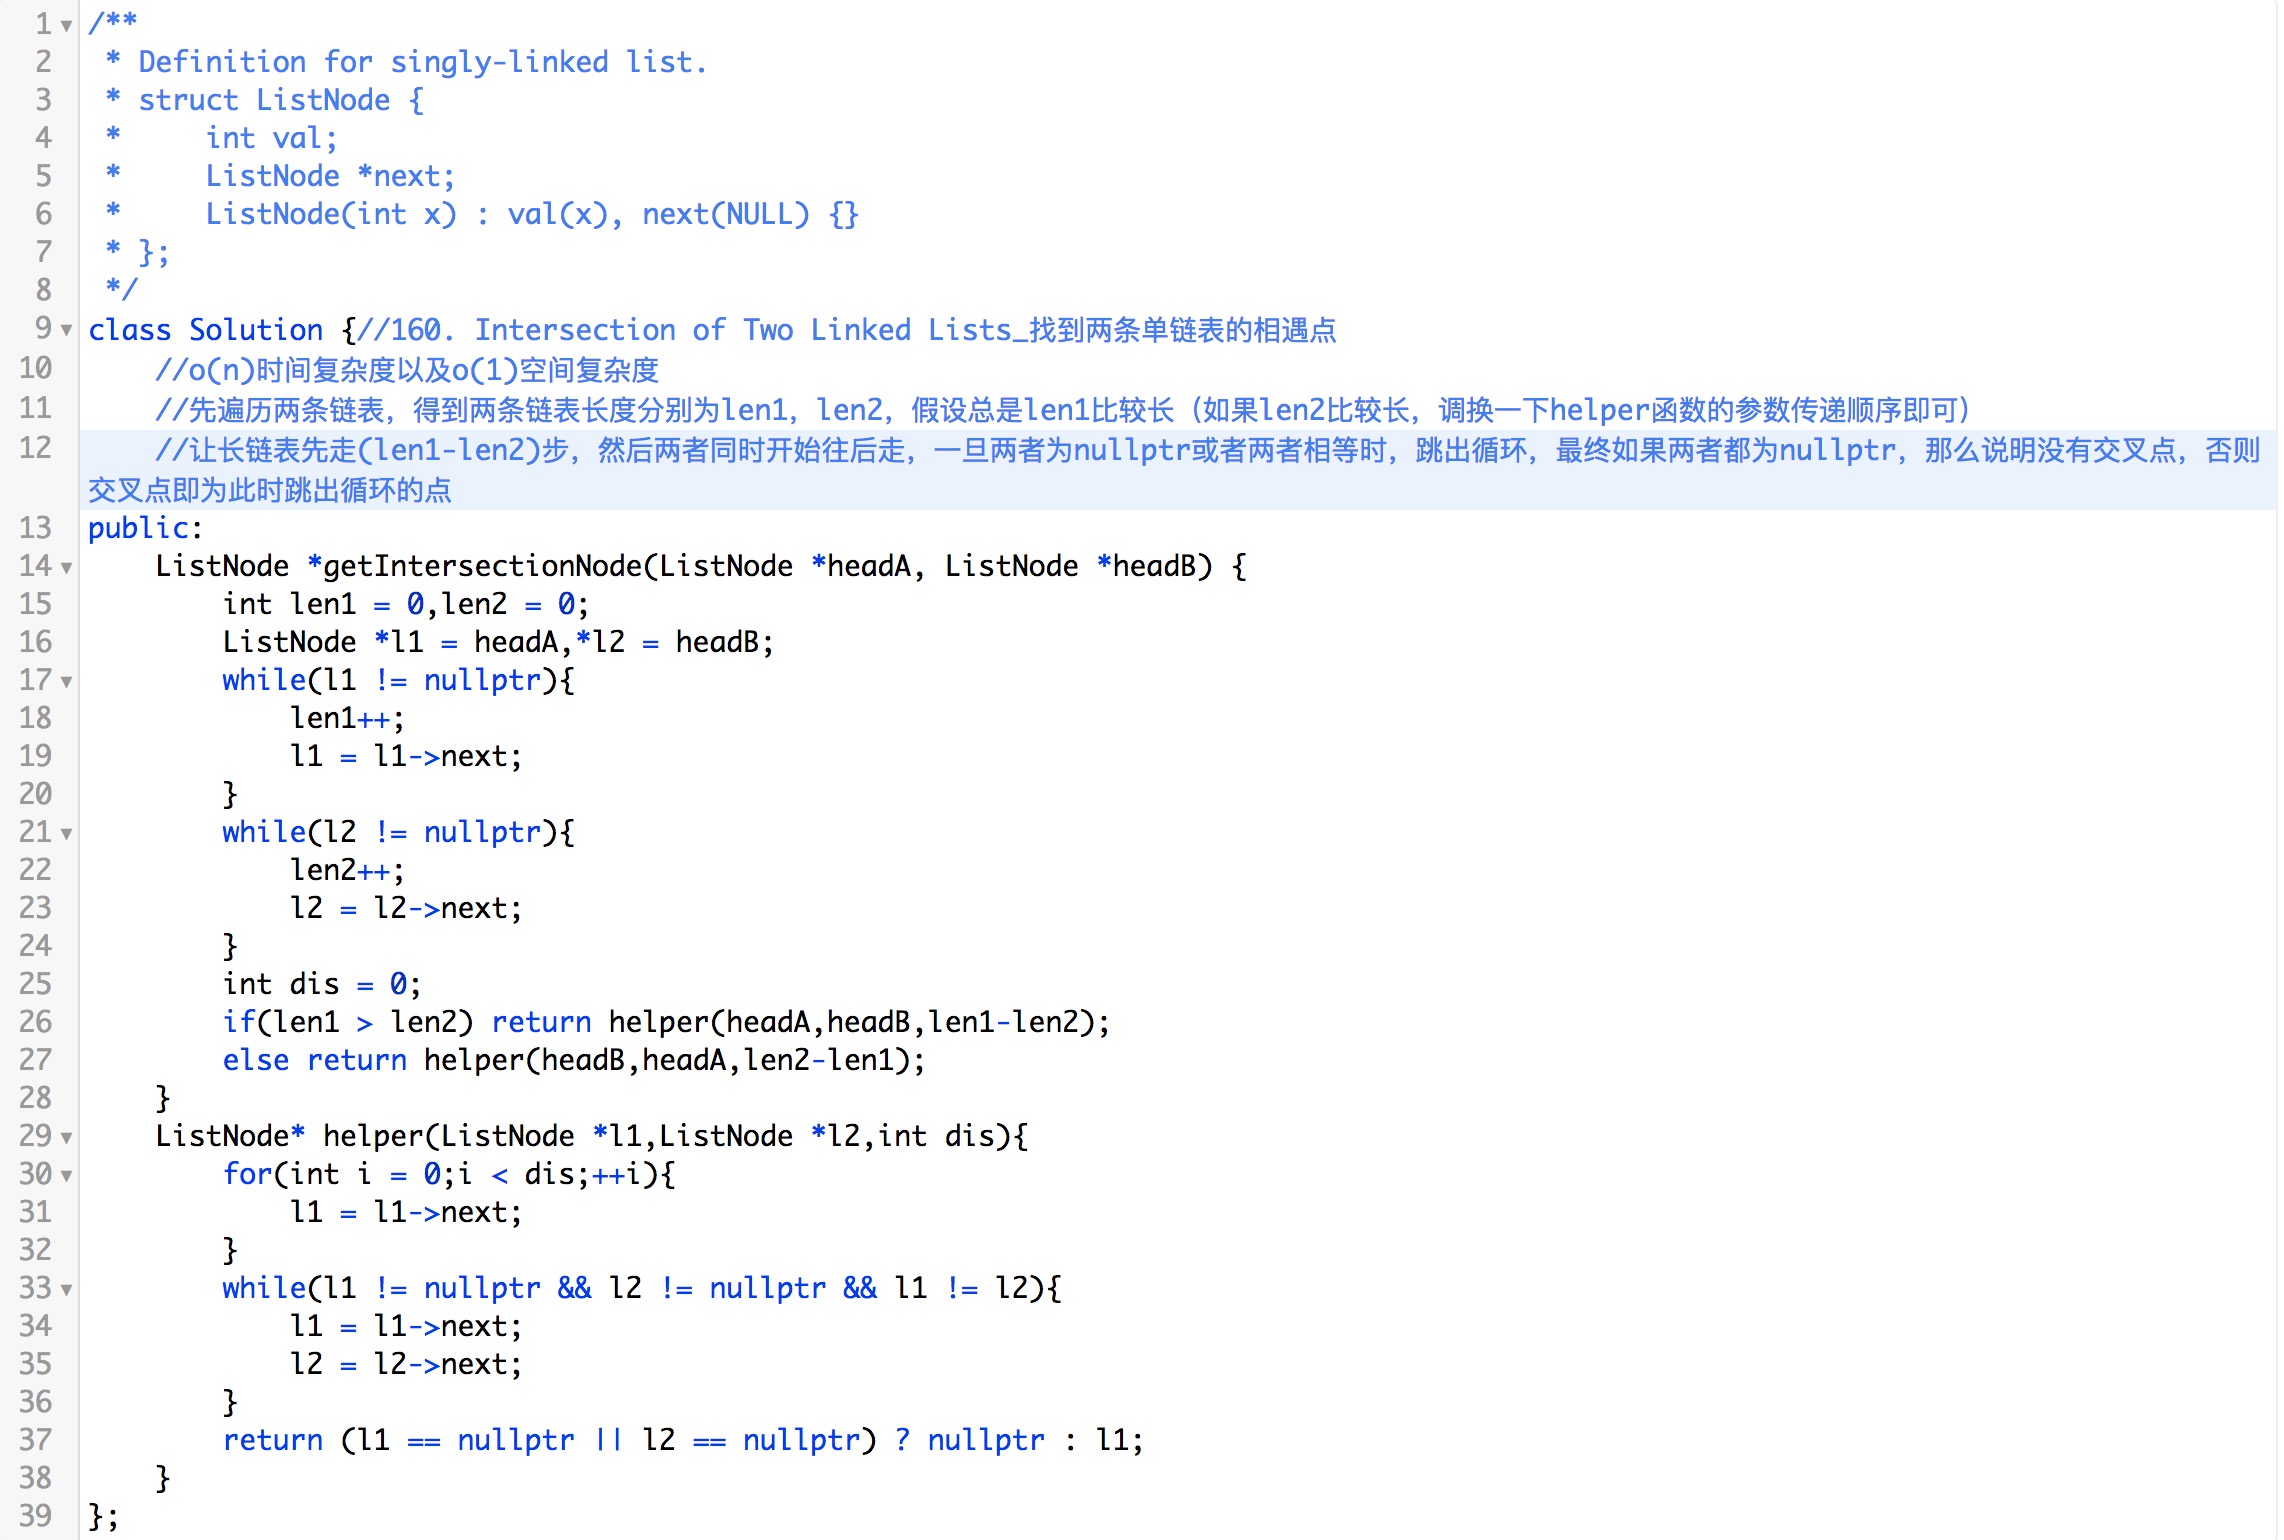 1 /**
2  * Definition for singly-linked list.
3  * struct ListNode {
4  *     int val;
5  *     ListNode *next;
6  *     ListNode(int x) : val(x), next(NULL) {}
7  * };
8  */
9 class Solution {//160. Intersection of Two Linked Lists_找到两条单链表的相遇点
10     //o(n)时间复杂度以及o(1)空间复杂度
11     //先遍历两条链表，得到两条链表长度分别为len1，len2，假设总是len1比较长（如果len2比较长，调换一下helper函数的参数传递顺序即可）
12     //让长链表先走(len1-len2)步，然后两者同时开始往后走，一旦两者为nullptr或者两者相等时，跳出循环，最终如果两者都为nullptr，那么说明没有交叉点，否则
交叉点即为此时跳出循环的点
13 public:
14     ListNode *getIntersectionNode(ListNode *headA, ListNode *headB) {
15         int len1 = 0,len2 = 0;
16         ListNode *l1 = headA,*l2 = headB;
17         while(l1 != nullptr){
18             len1++;
19             l1 = l1->next;
20         }
21         while(l2 != nullptr){
22             len2++;
23             l2 = l2->next;
24         }
25         int dis = 0;
26         if(len1 > len2) return helper(headA,headB,len1-len2);
27         else return helper(headB,headA,len2-len1);
28     }
29     ListNode* helper(ListNode *l1,ListNode *l2,int dis){
30         for(int i = 0;i < dis;++i){
31             l1 = l1->next;
32         }
33         while(l1 != nullptr && l2 != nullptr && l1 != l2){
34             l1 = l1->next;
35             l2 = l2->next;
36         }
37         return (l1 == nullptr || l2 == nullptr) ? nullptr : l1;
38     }
39 };